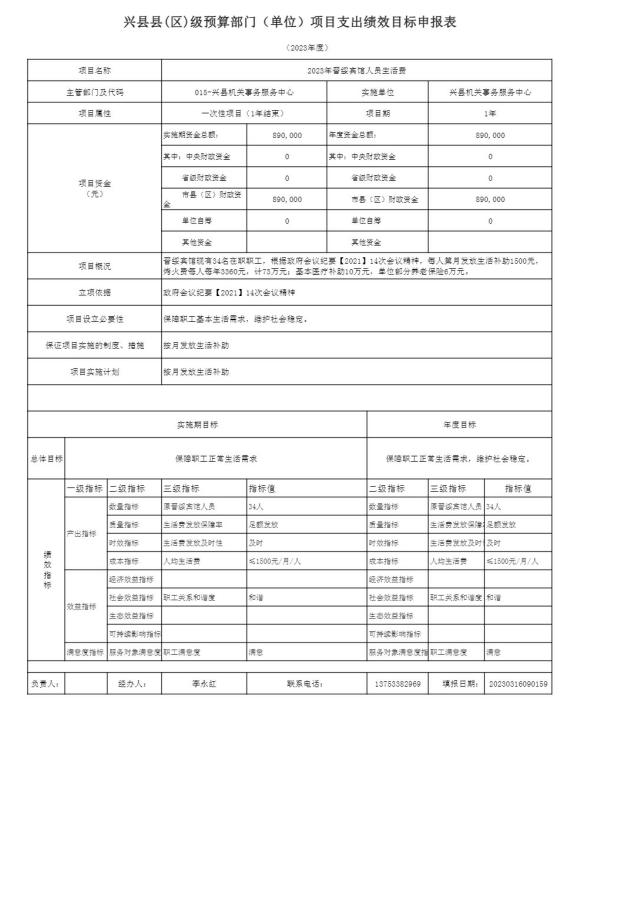 兴县县(区)级预算部门（单位）项目支出绩效目标申报表
（2023年度）
项目名称 2023年晋绥宾馆人员生活费
主管部门及代码 015-兴县机关事务服务中心 实施单位 兴县机关事务服务中心
项目属性 一次性项目（1年结束） 项目期 1年
项目资金（元） 实施期资金总额： 890,000 年度资金总额： 890,000
其中：中央财政资金 0 其中：中央财政资金 0
省级财政资金 0 省级财政资金 0
市县（区）财政资金 890,000 市县（区）财政资金 890,000
单位自筹 0 单位自筹 0
其他资金 其他资金
项目概况 晋绥宾馆现有34名在职职工，根据政府会议纪要【2021】14次会议精神，每人第月发放生活补助1500元，
烤火费每人每年3360元，计73万元；基本医疗补助10万元，单位部分养老保险6万元。
立项依据 政府会议纪要【2021】14次会议精神
项目设立必要性 保障职工基本生活需求，维护社会稳定。
保证项目实施的制度、措施 按月发放生活补助
项目实施计划 按月发放生活补助
实施期目标 年度目标
总体目标 保障职工正常生活需求 保障职工正常生活需求，维护社会稳定。
绩效指标 一级指标 二级指标 三级指标 指标值 二级指标 三级指标 指标值
产出指标 数量指标 原晋绥宾馆人员 34人 数量指标 原晋绥宾馆人员 34人
质量指标 生活费发放保障率 足额发放 质量指标 生活费发放保障 足额发放
时效指标 生活费发放及时性 及时 时效指标 生活费发放及时 及时
成本指标 人均生活费 ≤1500元/月/人 成本指标 人均生活费 ≤1500元/月/人
效益指标 经济效益指标 经济效益指标
社会效益指标 职工关系和谐度 和谐 社会效益指标 职工关系和谐度 和谐
生态效益指标 生态效益指标
可持续影响指标 可持续影响指标
满意度指标 服务对象满意度 职工满意度 满意 服务对象满意度指 职工满意度 满意
负责人： 经办人： 李永红 联系电话： 13753382969 填报日期： 20230316090159